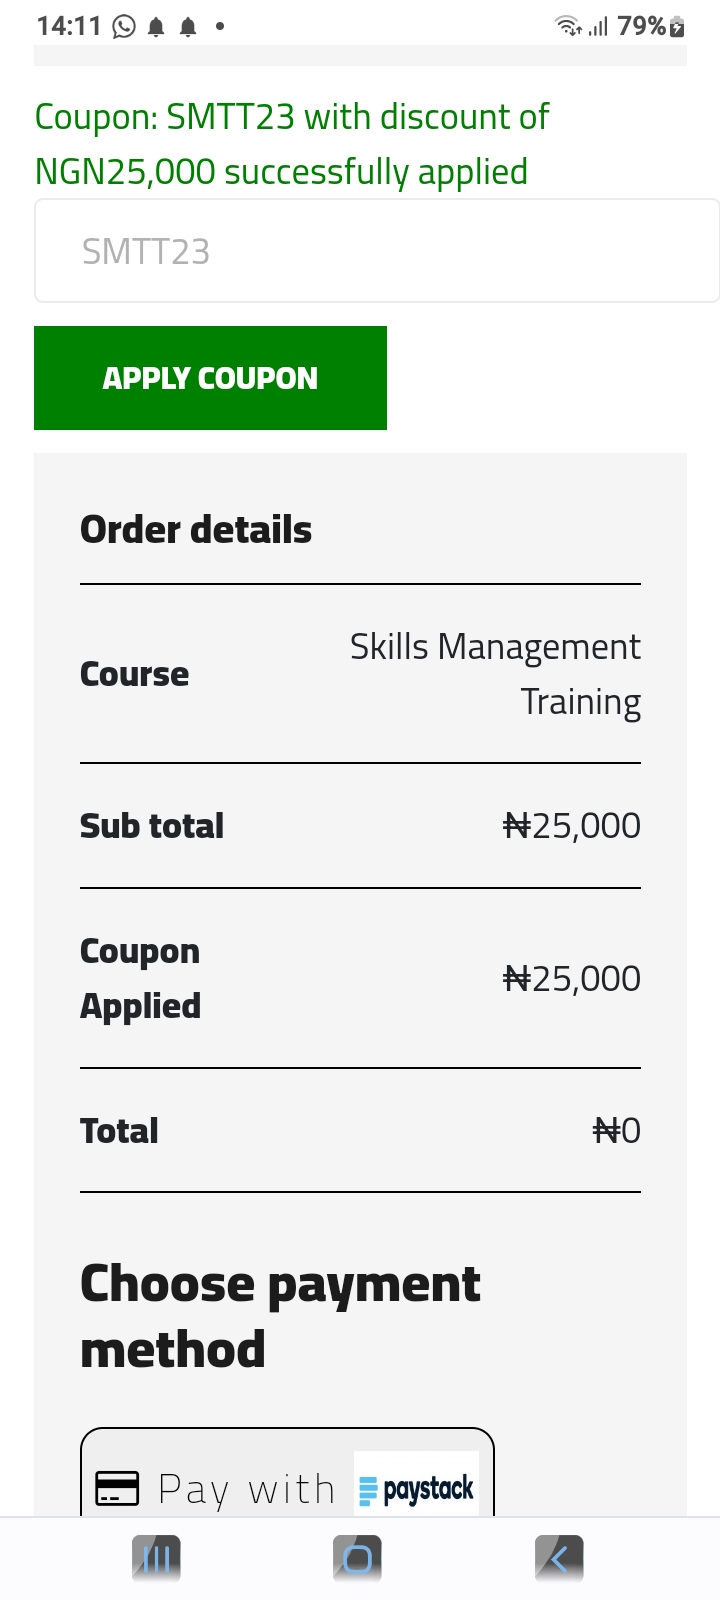 14:11
79%
Coupon: SMTT23 with discount of
NGN25,000 successfully applied
SMTT23
APPLY COUPON
Order details
Course
Skills Management
Training
Sub total
₦25,000
Coupon
Applied
₦25,000
Total
₦0
Choose payment
method
Pay with paystack